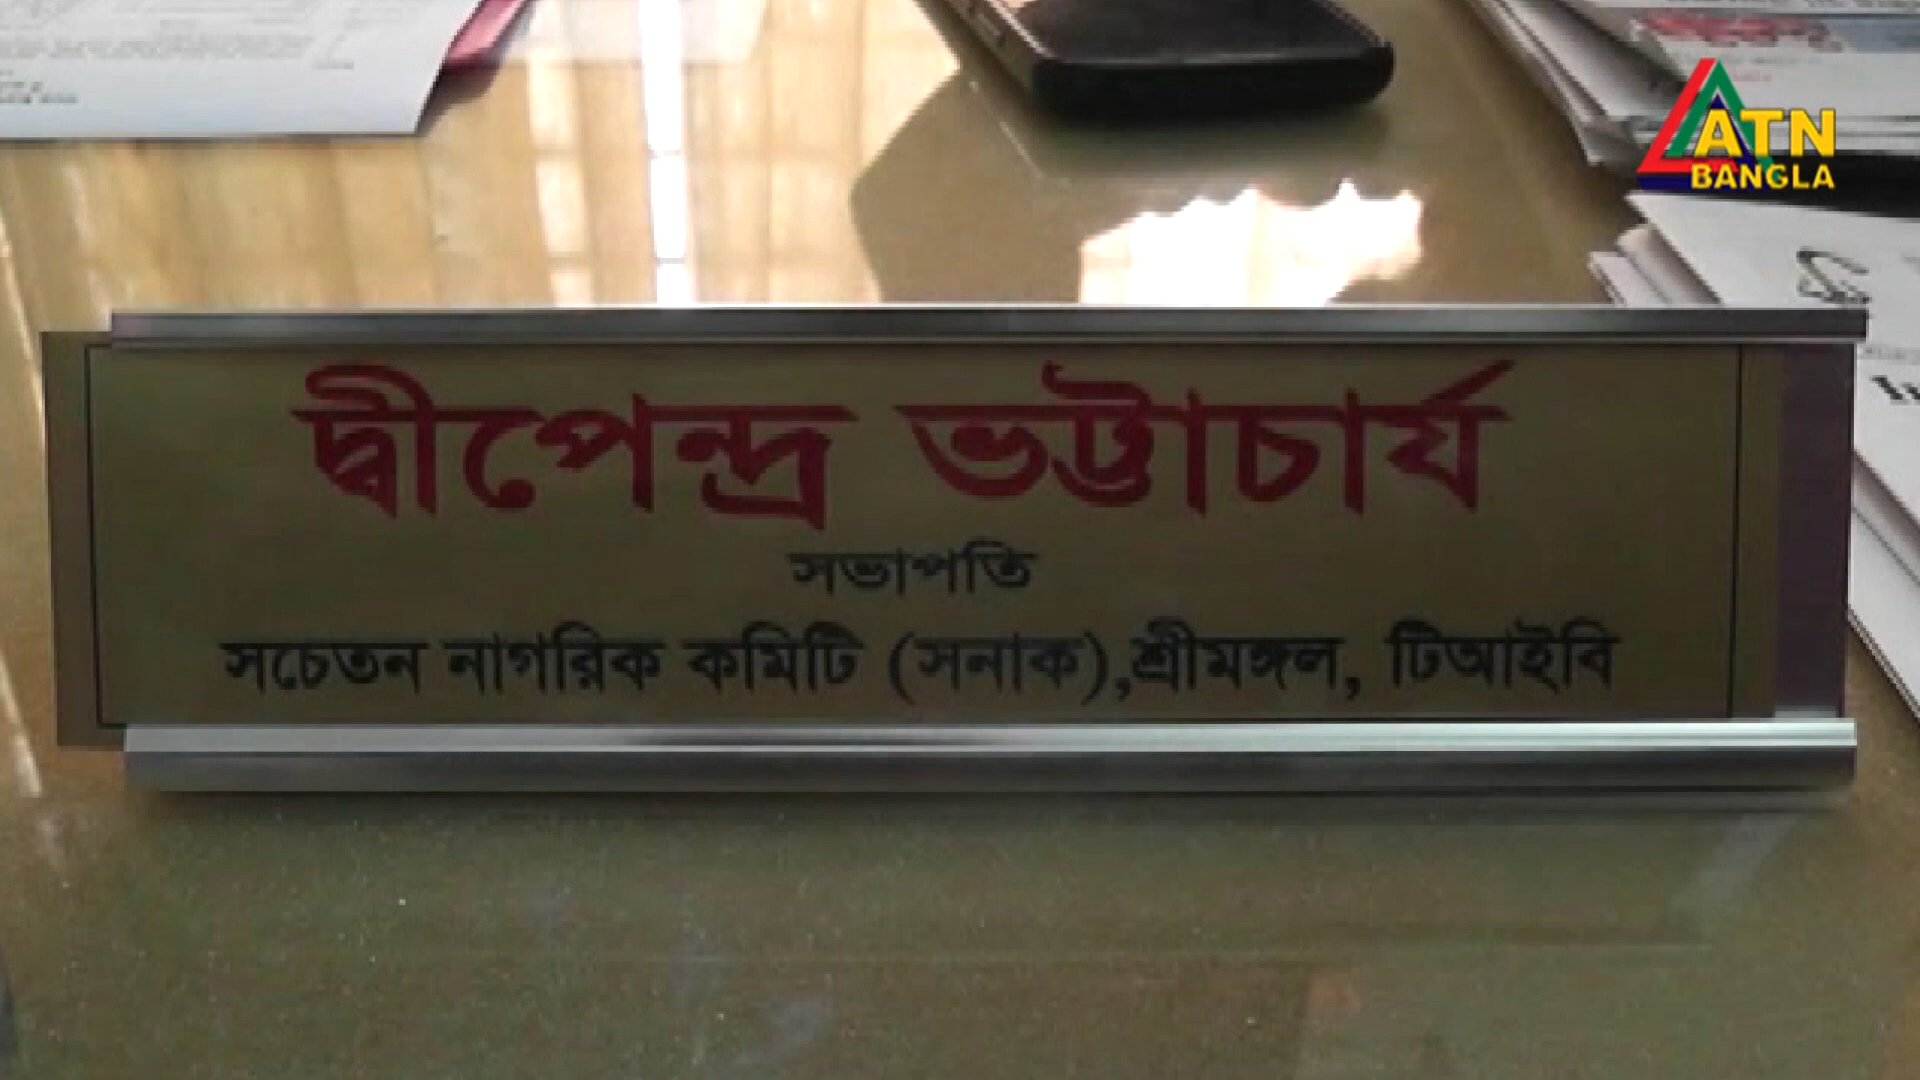 ATN
BANGLA
দ্বীপেন্দ্র ভট্টাচার্য
সভাপতি
সচেতন নাগরিক কমিটি (সনাক),শ্রীমঙ্গল, টিআইবি